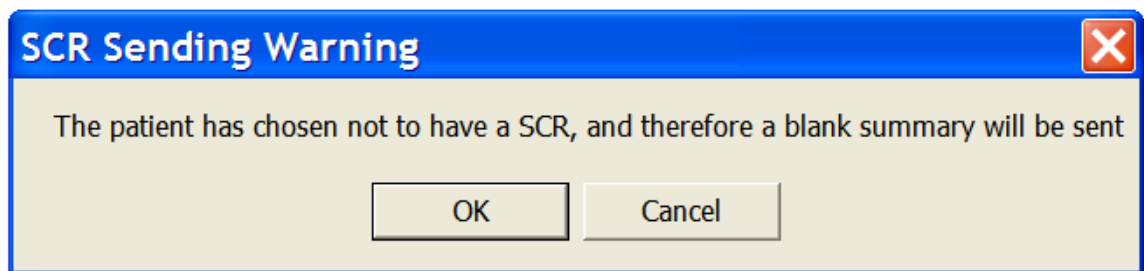 SCR Sending Warning
The patient has chosen not to have a SCR, and therefore a blank summary will be sent
OK
Cancel